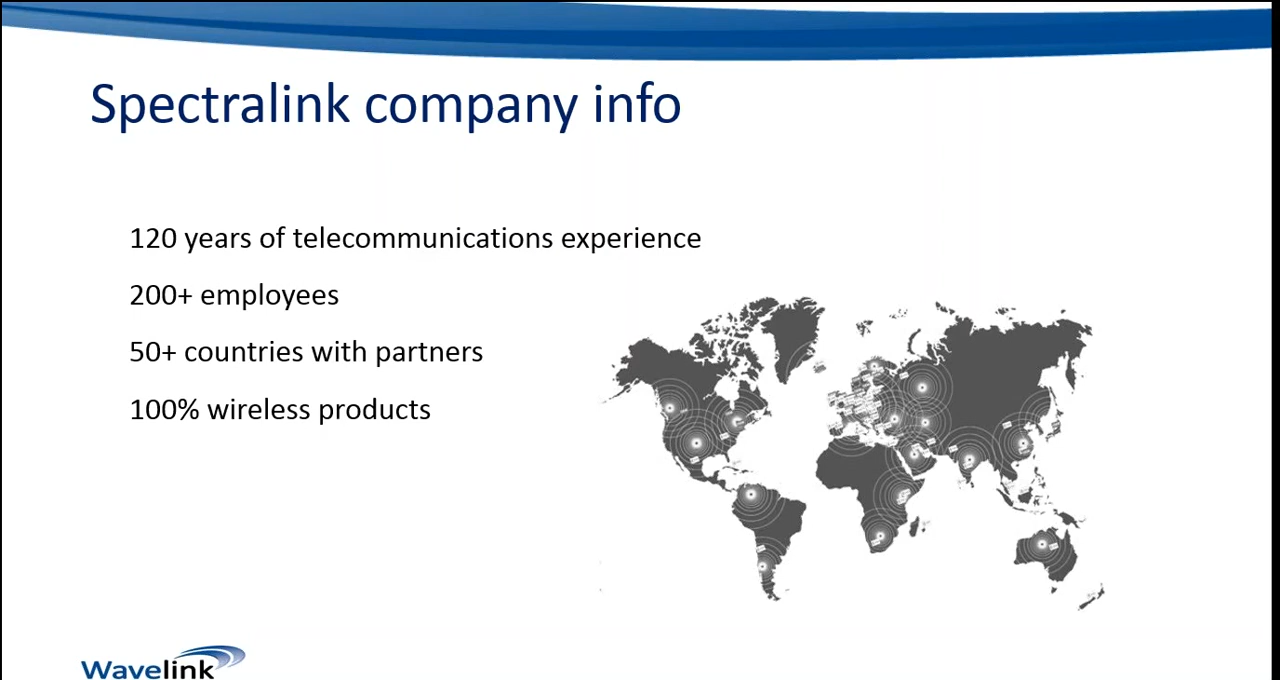 Spectralink company info
120 years of telecommunications experience
200+ employees
50+ countries with partners
100% wireless products
Wavelink